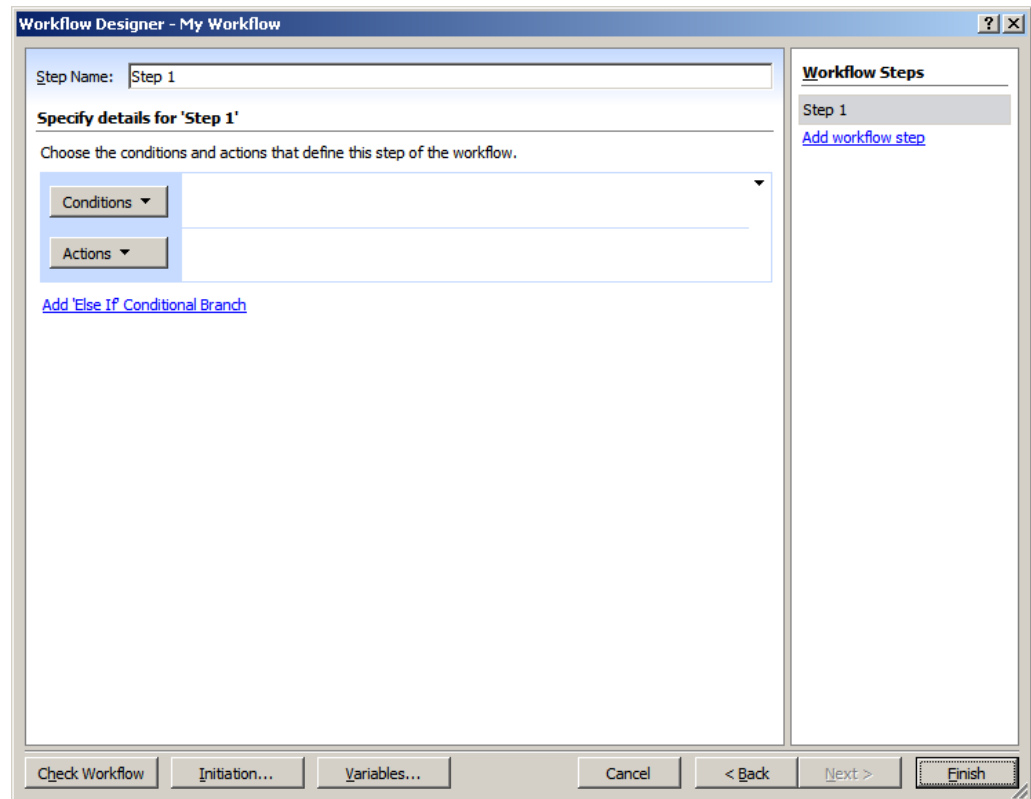 Workflow Designer - My Workflow
Step Name: Step 1
Specify details for 'Step 1'
Choose the conditions and actions that define this step of the workflow.
Conditions
Actions
Add 'Else If' Conditional Branch
Workflow Steps
Step 1
Add workflow step
Check Workflow Initiation... Variables... Cancel < Back Next > Finish